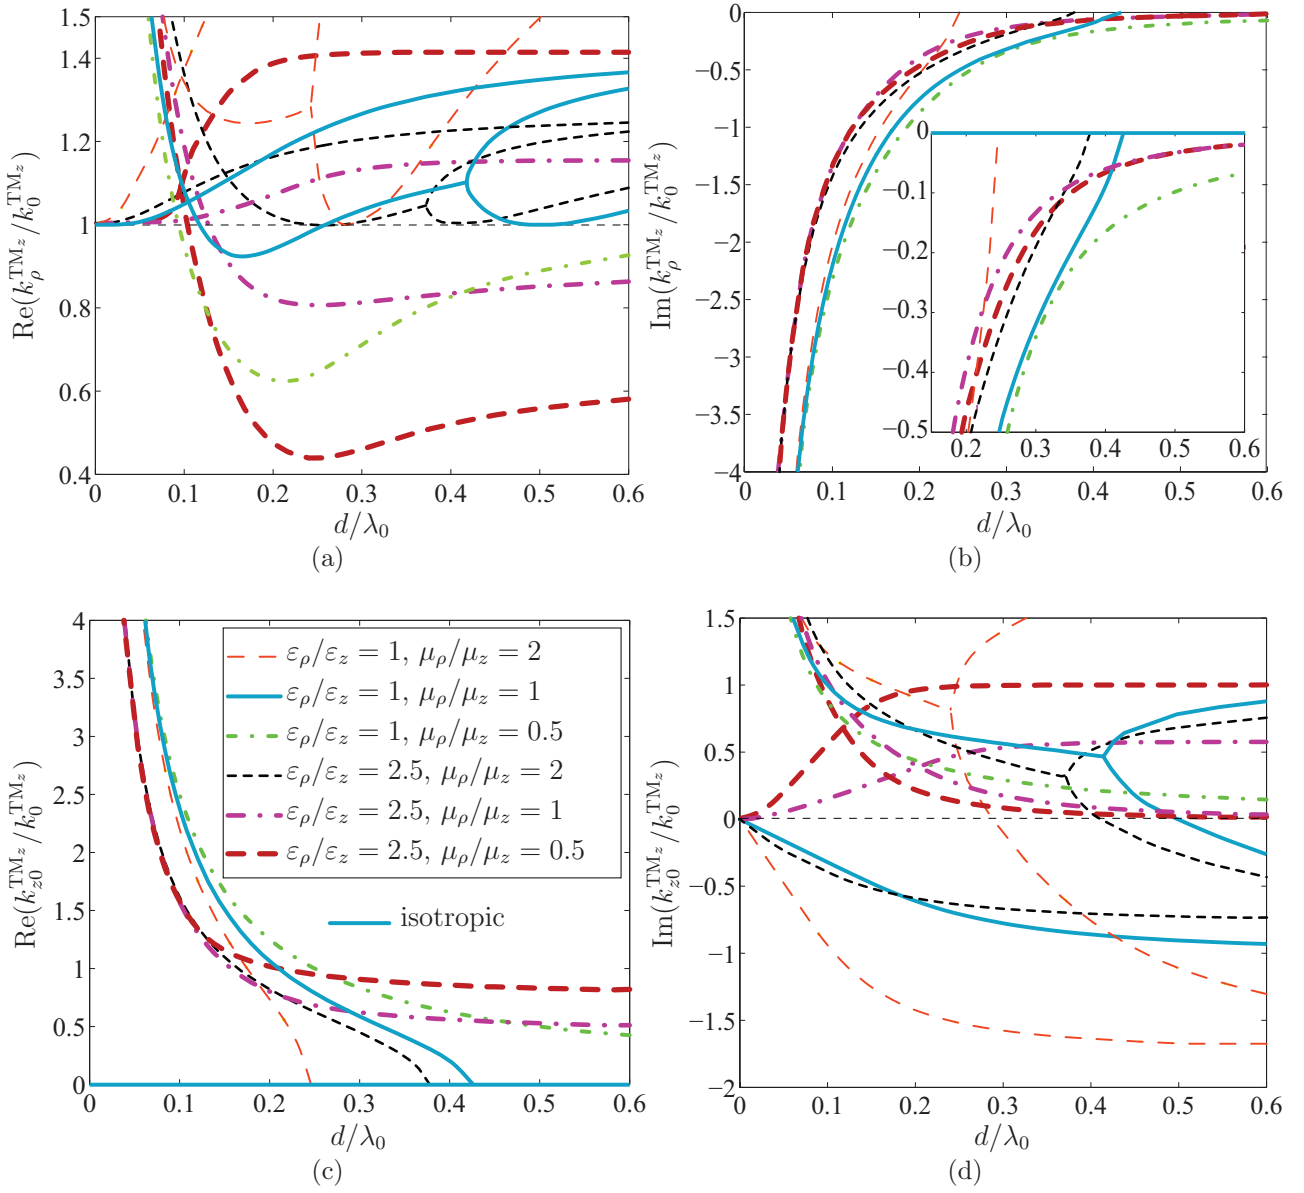 1.5
1.4
1.2
1
0.8
0.6
0.4
0 0.1 0.2 0.3 0.4 0.5 0.6
Re(k_ρ^{TM_z}/k_0^{TM_z})
d/λ₀
(a)
0
−0.5
−1
−1.5
−2
−2.5
−3
−3.5
−4
0 0.1 0.2 0.3 0.4 0.5 0.6
Im(k_ρ^{TM_z}/k_0^{TM_z})
0
−0.1
−0.2
−0.3
−0.4
−0.5
0.2 0.3 0.4 0.5 0.6
d/λ₀
(b)
4
3.5
3
2.5
2
1.5
1
0.5
0
0 0.1 0.2 0.3 0.4 0.5 0.6
Re(k_{z0}^{TM_z}/k_0^{TM_z})
ε_ρ/ε_z = 1, μ_ρ/μ_z = 2
ε_ρ/ε_z = 1, μ_ρ/μ_z = 1
ε_ρ/ε_z = 1, μ_ρ/μ_z = 0.5
ε_ρ/ε_z = 2.5, μ_ρ/μ_z = 2
ε_ρ/ε_z = 2.5, μ_ρ/μ_z = 1
ε_ρ/ε_z = 2.5, μ_ρ/μ_z = 0.5
isotropic
d/λ₀
(c)
1.5
1
0.5
0
−0.5
−1
−1.5
−2
0 0.1 0.2 0.3 0.4 0.5 0.6
Im(k_{z0}^{TM_z}/k_0^{TM_z})
d/λ₀
(d)